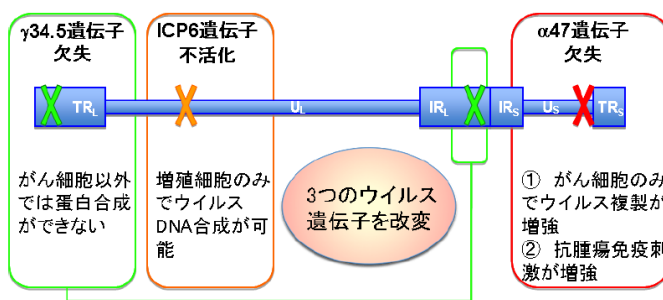 γ34.5遺伝子
欠失
ICP6遺伝子
不活化
α47遺伝子
欠失
TRL
UL
IRL
IRS
US
TRS
がん細胞以外
では蛋白合成
ができない
増殖細胞のみ
でウイルス
DNA合成が可
能
3つのウイルス
遺伝子を改変
① がん細胞のみ
でウイルス複製が
増強
② 抗腫瘍免疫刺
激が増強